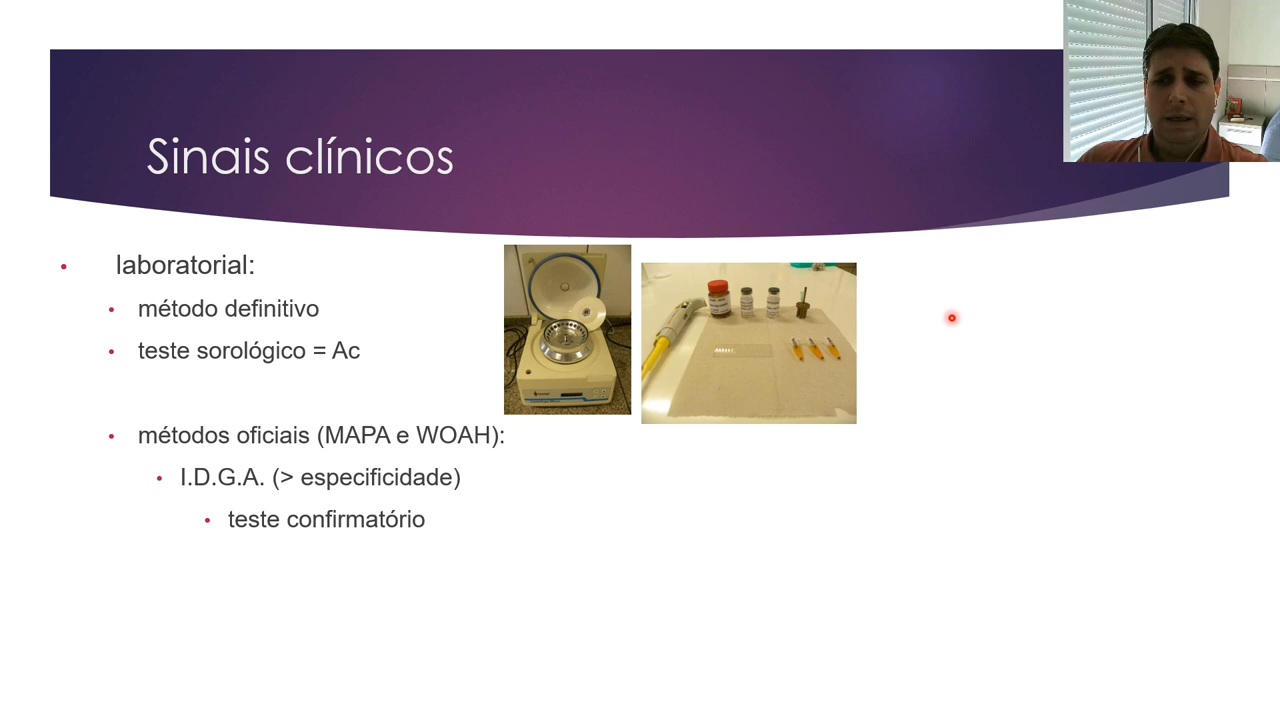 Sinais clínicos
laboratorial:
método definitivo
teste sorológico = Ac
métodos oficiais (MAPA e WOAH):
I.D.G.A. (> especificidade)
teste confirmatório